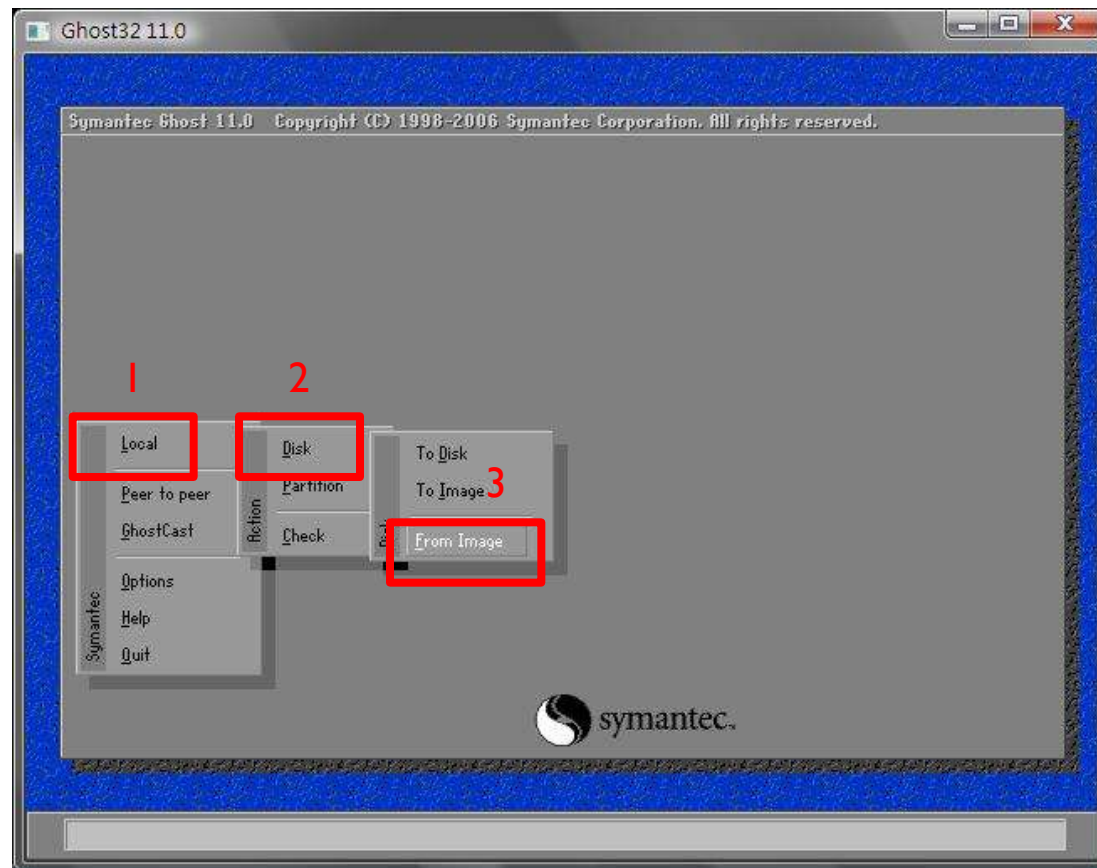 Ghost32 11.0
Symantec Ghost 11.0 Copyright (C) 1998-2006 Symantec Corporation. All rights reserved.
1
2
3
Local
Peer to peer
GhostCast
Options
Help
Quit
Symantec
Disk
Partition
Check
Action
To Disk
To Image
From Image
symantec.